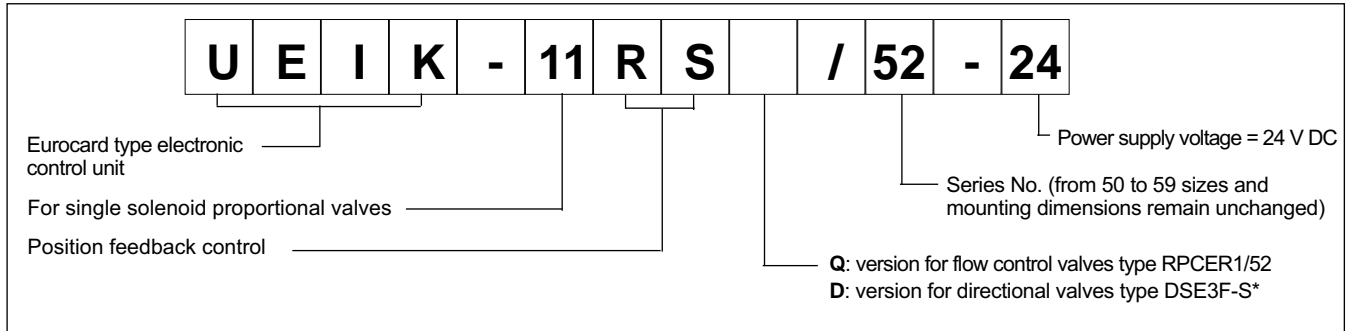 U E I K - 11 R S / 52 - 24
Eurocard type electronic
control unit
For single solenoid proportional valves
Position feedback control
Power supply voltage = 24 V DC
Series No. (from 50 to 59 sizes and
mounting dimensions remain unchanged)
Q: version for flow control valves type RPCER1/52
D: version for directional valves type DSE3F-S*